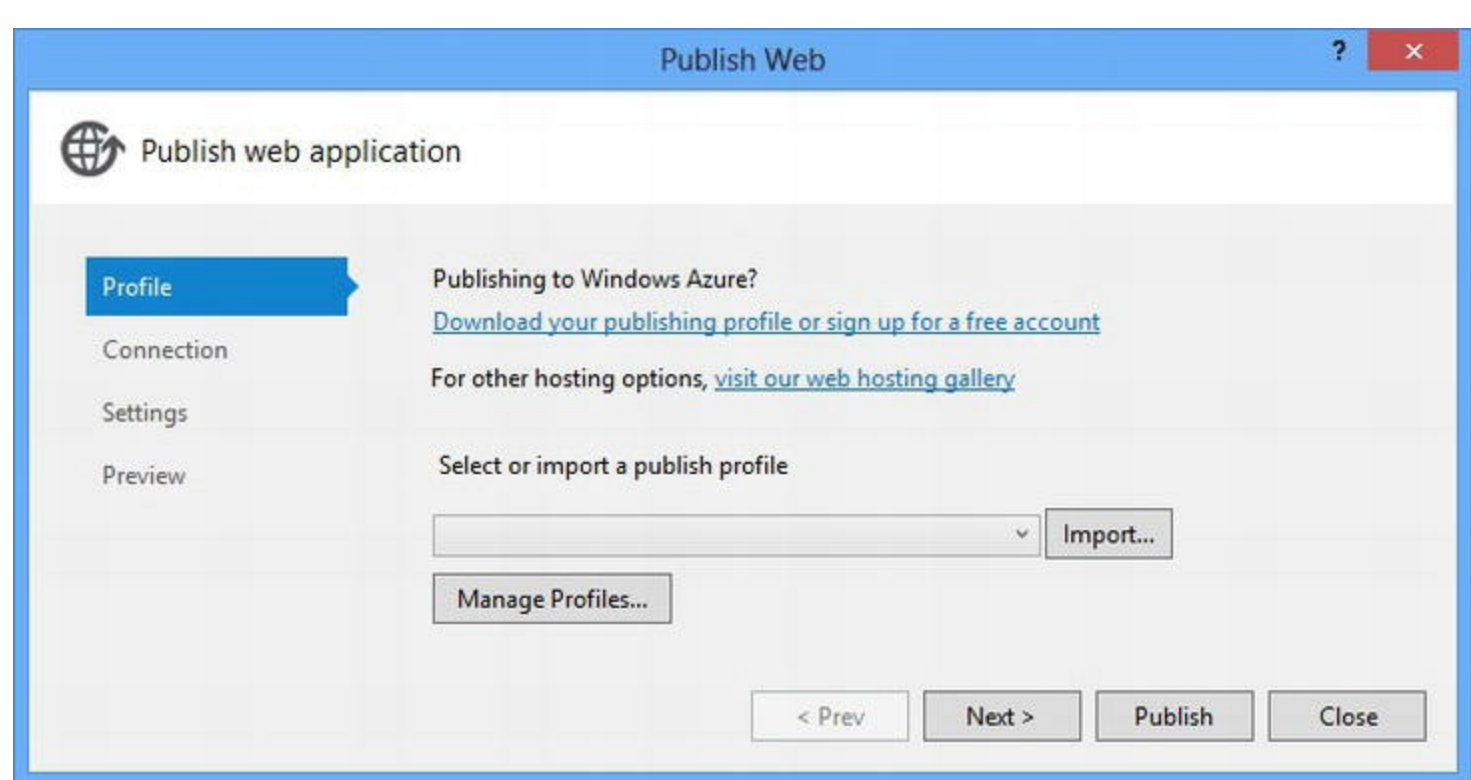 Publish Web
?
Publish web application
Profile
Connection
Settings
Preview
Publishing to Windows Azure?
Download your publishing profile or sign up for a free account
For other hosting options, visit our web hosting gallery
Select or import a publish profile
Import...
Manage Profiles...
< Prev
Next >
Publish
Close